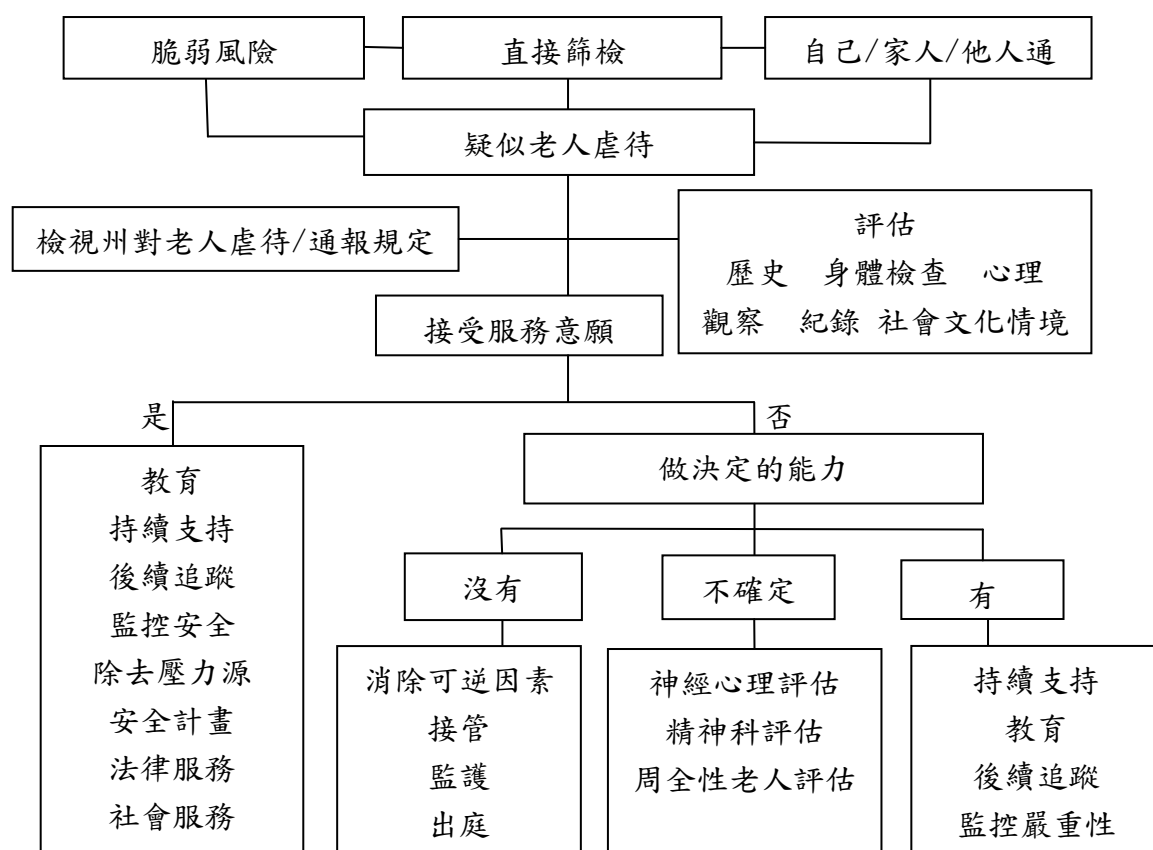 脆弱風險
直接篩檢
自己/家人/他人通
疑似老人虐待
檢視州對老人虐待/通報規定
評估
歷史 身體檢查 心理
觀察 紀錄 社會文化情境
接受服務意願
是
否
教育
持續支持
後續追蹤
監控安全
除去壓力源
安全計畫
法律服務
社會服務
做決定的能力
沒有
不確定
有
消除可逆因素
接管
監護
出庭
神經心理評估
精神科評估
周全性老人評估
持續支持
教育
後續追蹤
監控嚴重性